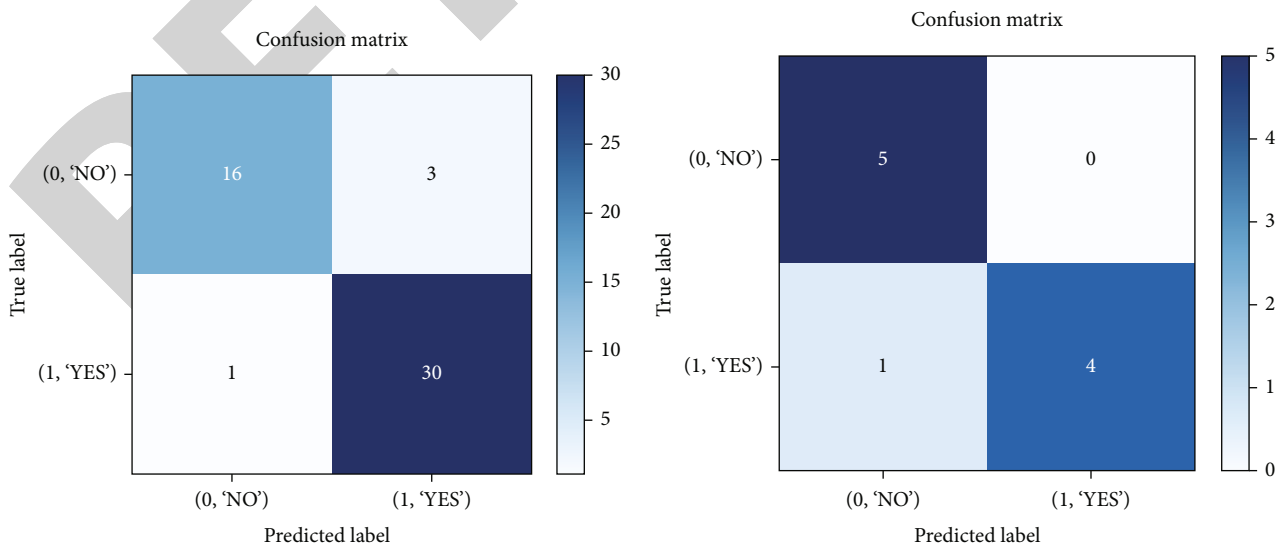 Confusion matrix
30
25
20
15
10
5
(0, ‘NO’)
16
3
(1, ‘YES’)
1
30
True label
(0, ‘NO’)
(1, ‘YES’)
Predicted label
Confusion matrix
5
4
3
2
1
0
(0, ‘NO’)
5
0
(1, ‘YES’)
1
4
True label
(0, ‘NO’)
(1, ‘YES’)
Predicted label